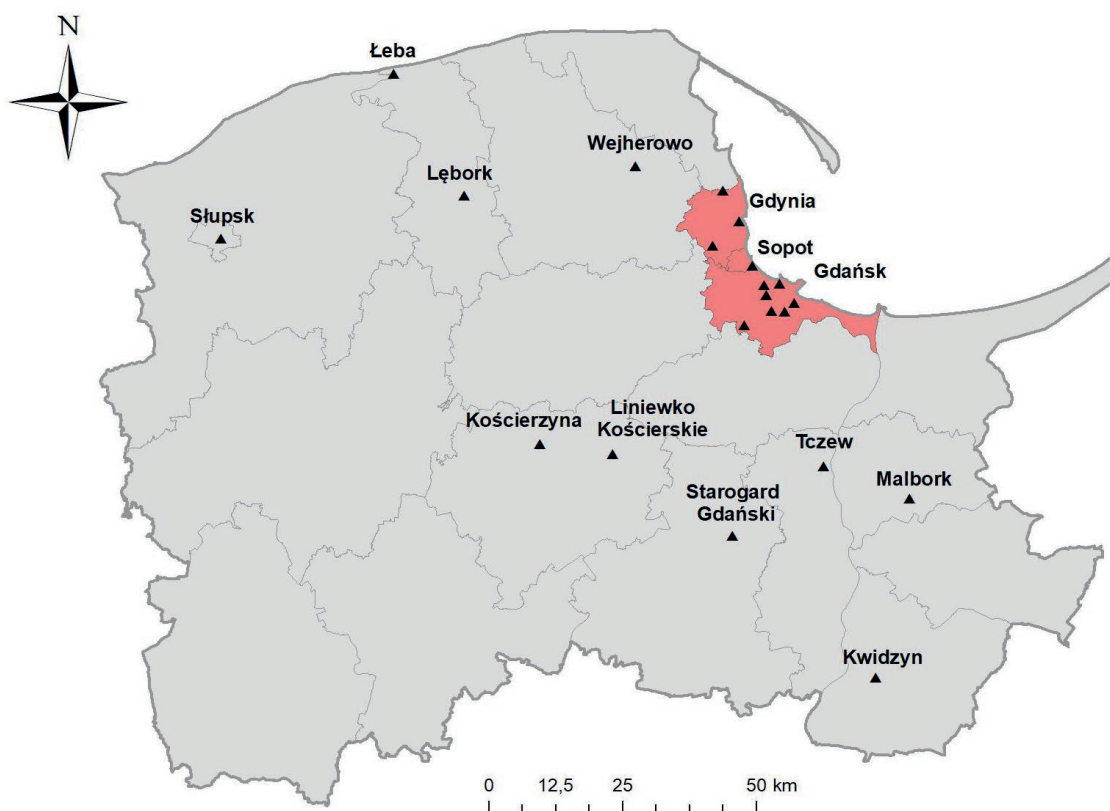 N
Łeba
Wejherowo
Lębork
Gdynia
Słupsk
Sopot
Gdańsk
Kościerzyna
Liniewko
Kościerskie
Tczew
Malbork
Starogard
Gdański
Kwidzyn
0 12,5 25 50 km